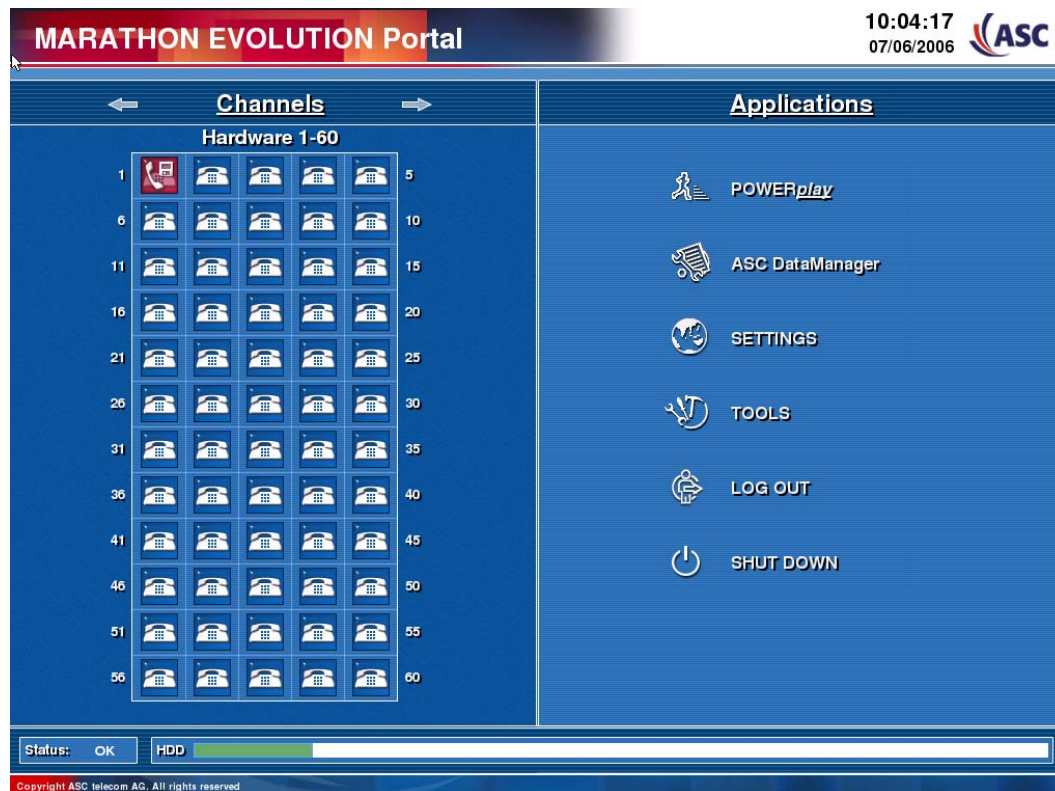 MARATHON EVOLUTION Portal
10:04:17
07/06/2006
ASC
Channels
Hardware 1-60
1 5
6 10
11 15
16 20
21 25
26 30
31 35
36 40
41 45
46 50
51 55
56 60
Applications
POWERplay
ASC DataManager
SETTINGS
TOOLS
LOG OUT
SHUT DOWN
Status: OK
HDD
Copyright ASC telecom AG. All rights reserved